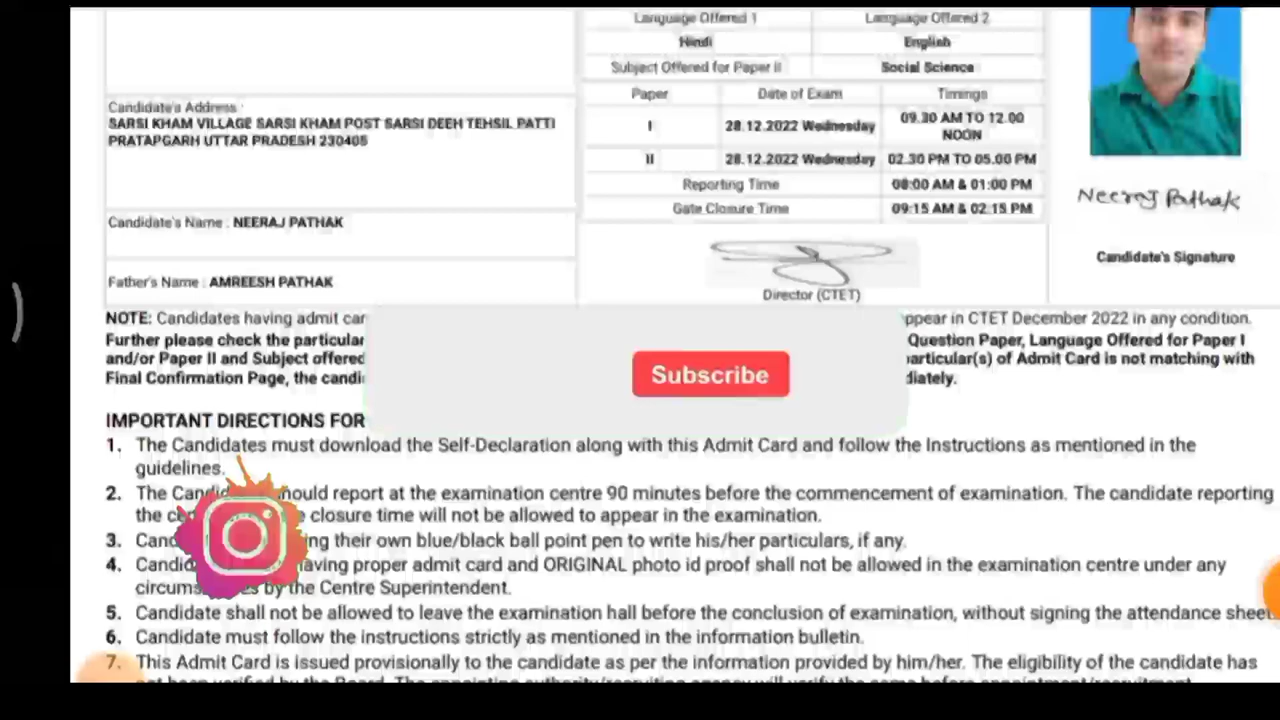 Language Offered 1
Language Offered 2
Hindi
English
Subject Offered for Paper II
Social Science
Paper
Date of Exam
Timings
I
28.12.2022 Wednesday
09.30 AM TO 12.00 NOON
II
28.12.2022 Wednesday
02.30 PM TO 05.00 PM
Reporting Time
08:00 AM & 01:00 PM
Gate Closure Time
09:15 AM & 02:15 PM
Candidate's Address :
SARSI KHAM VILLAGE SARSI KHAM POST SARSI DEEH TEHSIL PATTI
PRATAPGARH UTTAR PRADESH 230405
Candidate's Name : NEERAJ PATHAK
Father's Name : AMREESH PATHAK
Director (CTET)
Neeraj Pathak
Candidate's Signature
NOTE: Candidates having admit car
ppear in CTET December 2022 in any condition.
Further please check the particular
Question Paper, Language Offered for Paper I
and/or Paper II and Subject offered
articular(s) of Admit Card is not matching with
Final Confirmation Page, the candi
diately.
Subscribe
IMPORTANT DIRECTIONS FOR
1. The Candidates must download the Self-Declaration along with this Admit Card and follow the Instructions as mentioned in the
guidelines.
2. The Candid hould report at the examination centre 90 minutes before the commencement of examination. The candidate reporting
the ce closure time will not be allowed to appear in the examination.
3. Cand ing their own blue/black ball point pen to write his/her particulars, if any.
4. Candid aving proper admit card and ORIGINAL photo id proof shall not be allowed in the examination centre under any
circums es by the Centre Superintendent.
5. Candidate shall not be allowed to leave the examination hall before the conclusion of examination, without signing the attendance sheet.
6. Candidate must follow the instructions strictly as mentioned in the information bulletin.
7. This Admit Card is issued provisionally to the candidate as per the information provided by him/her. The eligibility of the candidate has